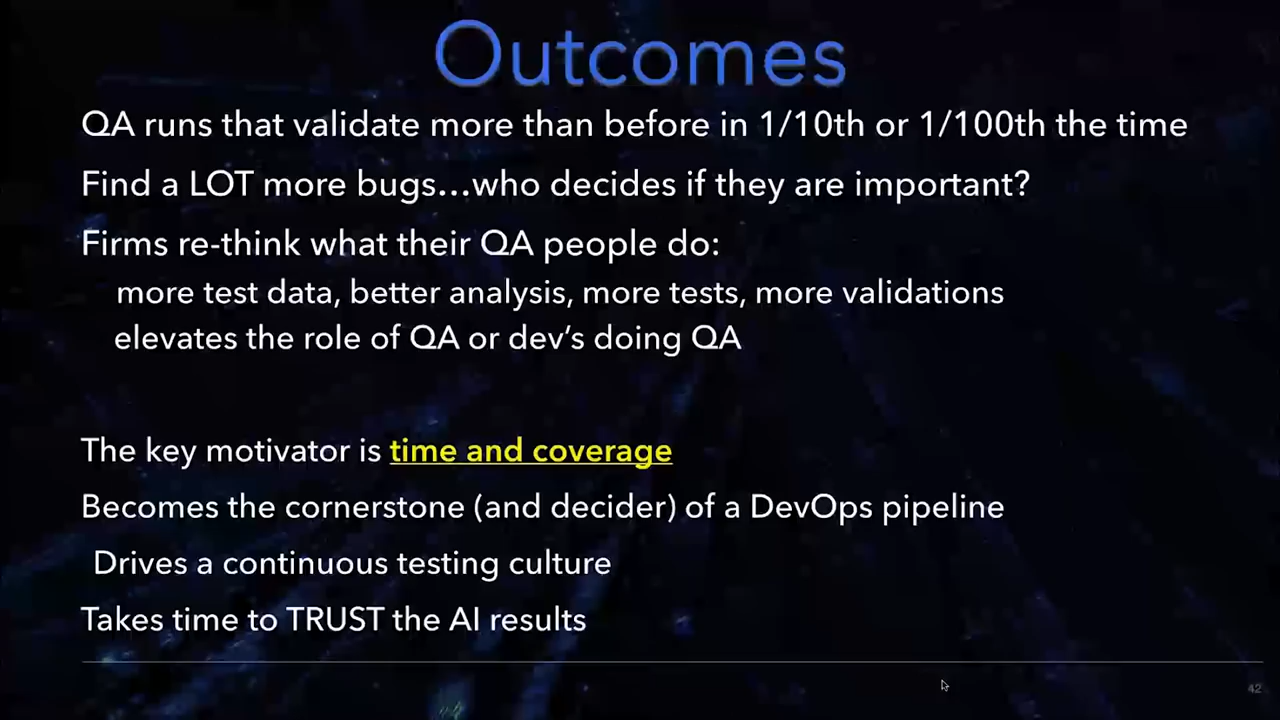 Outcomes
QA runs that validate more than before in 1/10th or 1/100th the time
Find a LOT more bugs...who decides if they are important?
Firms re-think what their QA people do:
more test data, better analysis, more tests, more validations
elevates the role of QA or dev's doing QA
The key motivator is time and coverage
Becomes the cornerstone (and decider) of a DevOps pipeline
Drives a continuous testing culture
Takes time to TRUST the AI results
42